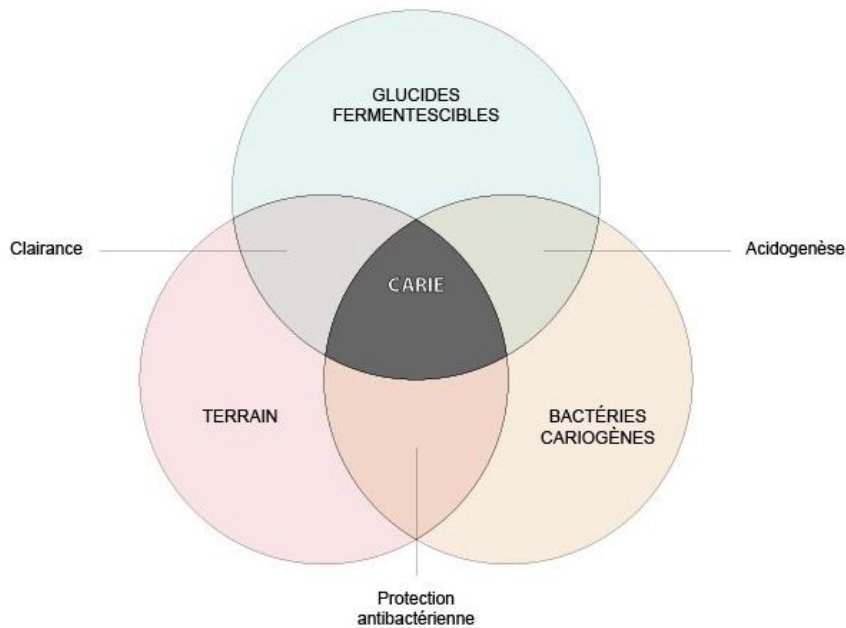 GLUCIDES
FERMENTESCIBLES
Clairance
Acidogenèse
CARIE
TERRAIN
BACTÉRIES
CARIOGÈNES
Protection
antibactérienne